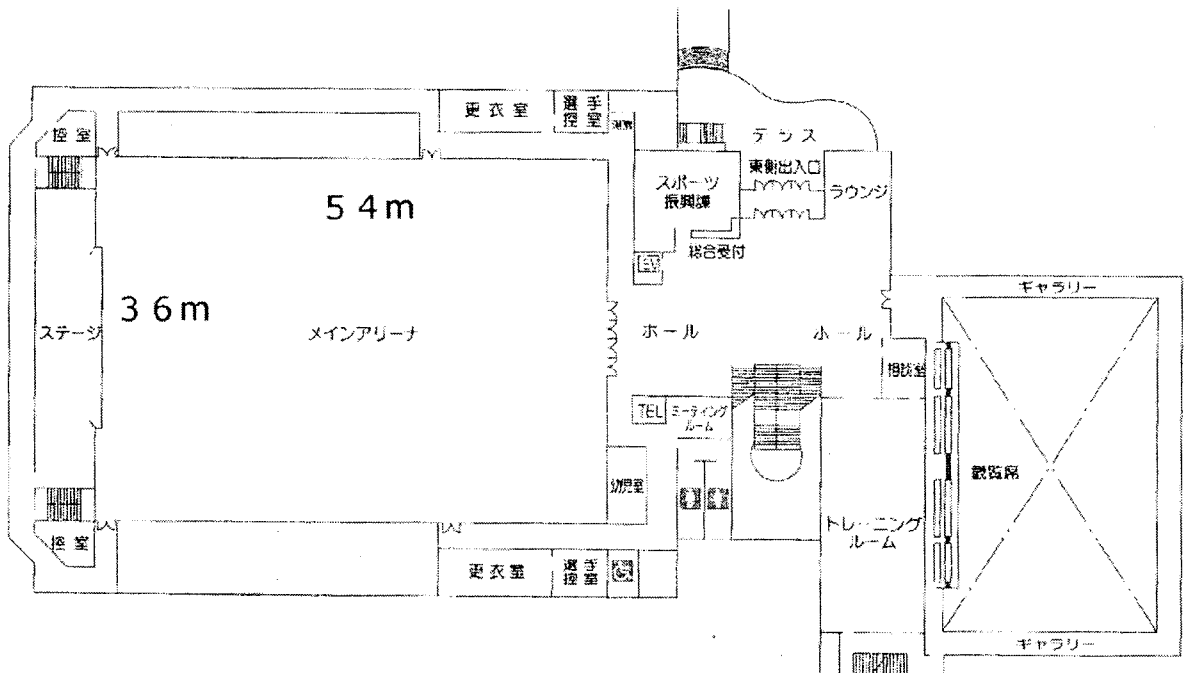 更衣室
選手
控室
控室
テラス
東側出入口
スポーツ
振興課
ラウンジ
54m
総合受付
EV
ギャラリー
36m
ステージ
メインアリーナ
ホール
ホール
相談室
TEL
ミーティング
ルーム
観覧席
幼児室
トレーニング
ルーム
控室
更衣室
選手
控室
ギャラリー